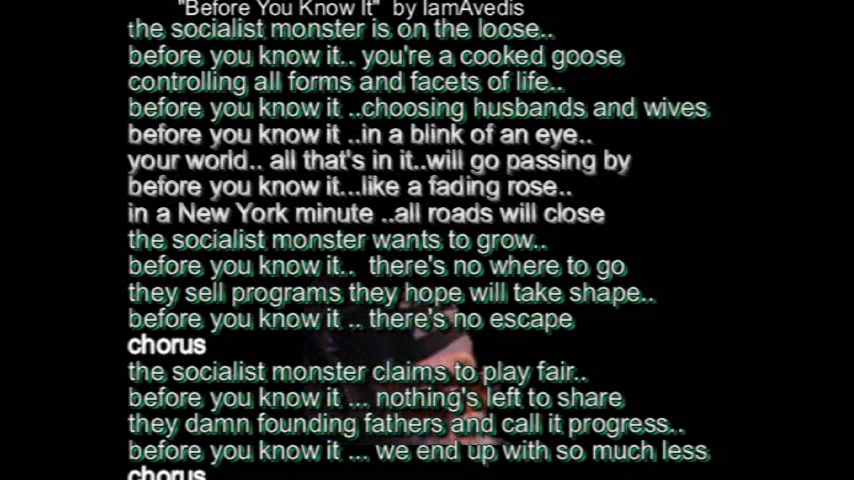 "Before You Know It"  by IamAvedis
the socialist monster is on the loose..
before you know it.. you're a cooked goose
controlling all forms and facets of life..
before you know it ..choosing husbands and wives
before you know it ..in a blink of an eye..
your world.. all that's in it..will go passing by
before you know it...like a fading rose..
in a New York minute ..all roads will close
the socialist monster wants to grow..
before you know it..  there's no where to go
they sell programs they hope will take shape..
before you know it .. there's no escape
chorus
the socialist monster claims to play fair..
before you know it ... nothing's left to share
they damn founding fathers and call it progress..
before you know it ... we end up with so much less
chorus